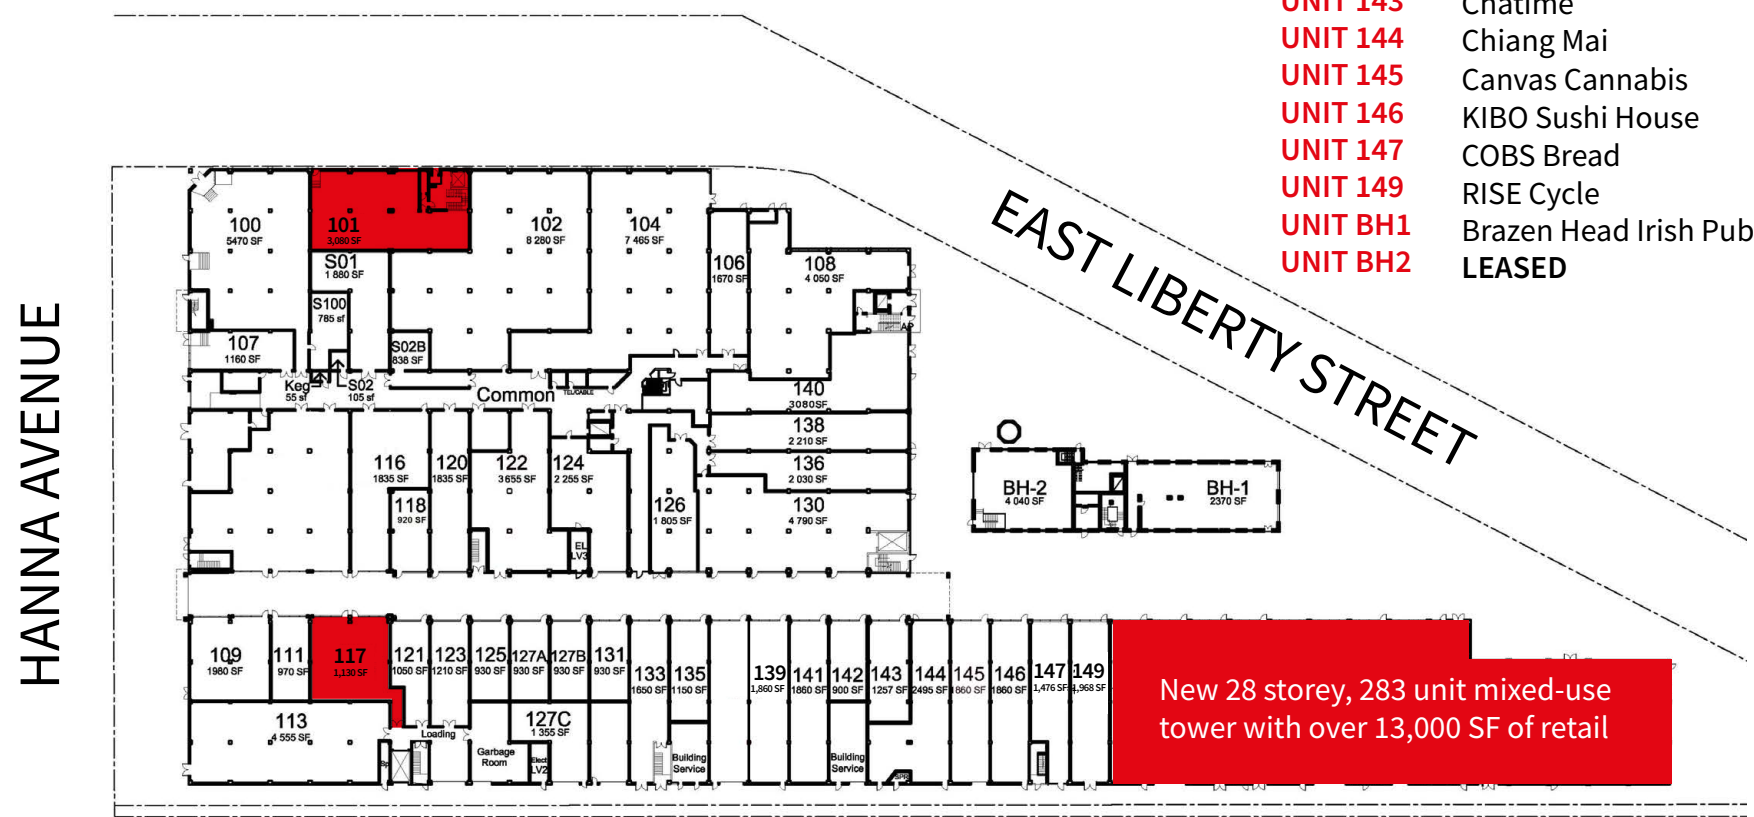 UNIT 143 Chatime
UNIT 144 Chiang Mai
UNIT 145 Canvas Cannabis
UNIT 146 KIBO Sushi House
UNIT 147 COBS Bread
UNIT 149 RISE Cycle
UNIT BH1 Brazen Head Irish Pub
UNIT BH2 LEASED
EAST LIBERTY STREET
HANNA AVENUE
100
5470 SF
101
3,080 SF
102
8 280 SF
104
7 465 SF
106
1670 SF
108
4 050 SF
S01
1 880 SF
S100
785 sf
S02B
838 SF
107
1160 SF
Keg
55 sf
S02
105 sf
Common
TEL/CABLE
AP
140
3080SF
138
2 210 SF
136
2 030 SF
130
4 790 SF
116
1835 SF
118
920 SF
120
1835 SF
122
3655 SF
124
2 255 SF
126
1 805 SF
EL
LV3
BH-2
4 040 SF
BH-1
2370 SF
109
1980 SF
111
970 SF
117
1,130 SF
121
1050 SF
123
1210 SF
125
930 SF
127A
930 SF
127B
930 SF
131
930 SF
133
1650 SF
135
1150 SF
139
1,860 SF
141
1860 SF
142
900 SF
143
1257 SF
144
2495 SF
145
1860 SF
146
1860 SF
147
1,476 SF
149
1,968 SF
113
4 555 SF
127C
1 355 SF
Loading
Sp
Garbage
Room
Elect
LV2
Building
Service
Building
Service
SPR
New 28 storey, 283 unit mixed-use
tower with over 13,000 SF of retail